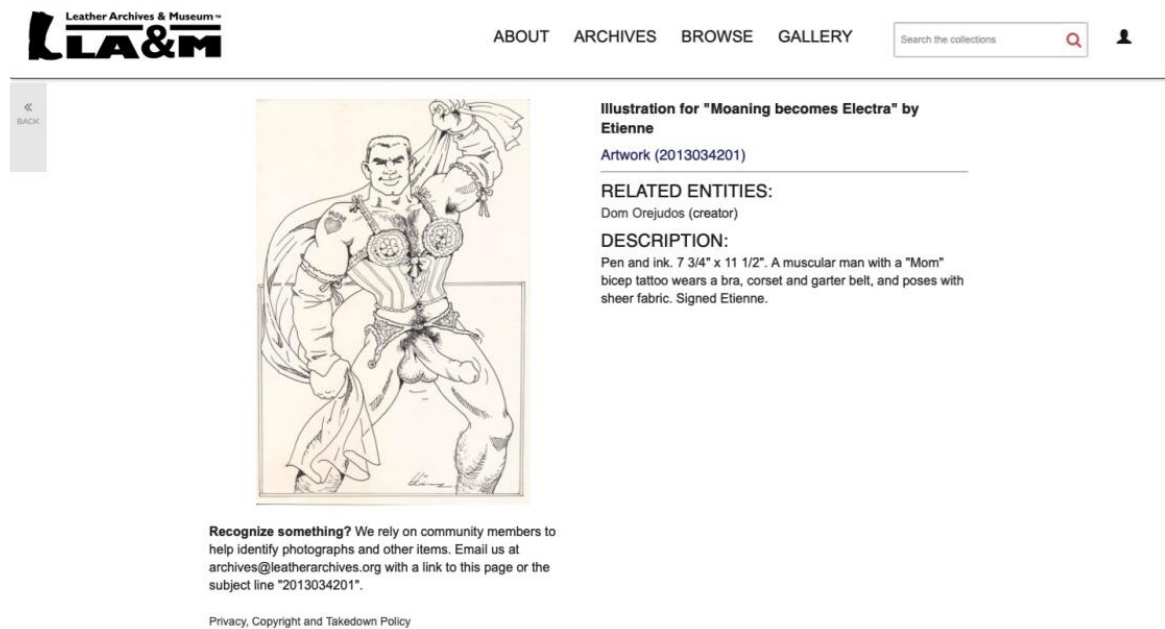 Leather Archives & Museum™
LA&M
ABOUT ARCHIVES BROWSE GALLERY
Search the collections
«
BACK
Illustration for "Moaning becomes Electra" by
Etienne
Artwork (2013034201)
RELATED ENTITIES:
Dom Orejudos (creator)
DESCRIPTION:
Pen and ink. 7 3/4" x 11 1/2". A muscular man with a "Mom"
bicep tattoo wears a bra, corset and garter belt, and poses with
sheer fabric. Signed Etienne.
Recognize something? We rely on community members to
help identify photographs and other items. Email us at
archives@leatherarchives.org with a link to this page or the
subject line "2013034201".
Privacy, Copyright and Takedown Policy